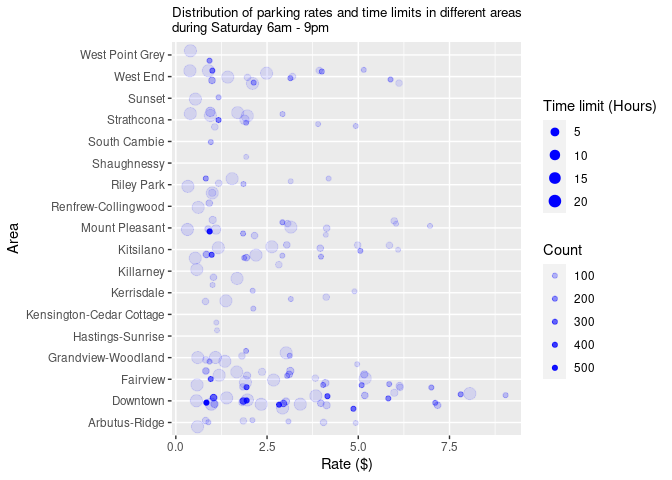 Distribution of parking rates and time limits in different areas
during Saturday 6am - 9pm
Area
West Point Grey
West End
Sunset
Strathcona
South Cambie
Shaughnessy
Riley Park
Renfrew-Collingwood
Mount Pleasant
Kitsilano
Killarney
Kerrisdale
Kensington-Cedar Cottage
Hastings-Sunrise
Grandview-Woodland
Fairview
Downtown
Arbutus-Ridge
0.0 2.5 5.0 7.5
Rate ($)
Time limit (Hours)
5
10
15
20
Count
100
200
300
400
500